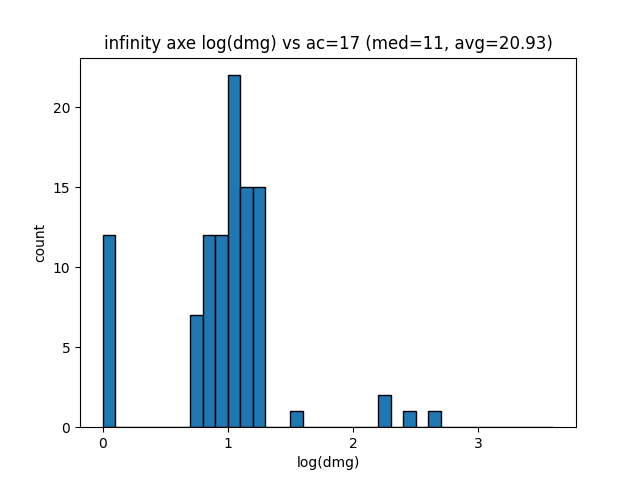 infinity axe log(dmg) vs ac=17 (med=11, avg=20.93)
20
15
10
5
0
count
0 1 2 3
log(dmg)